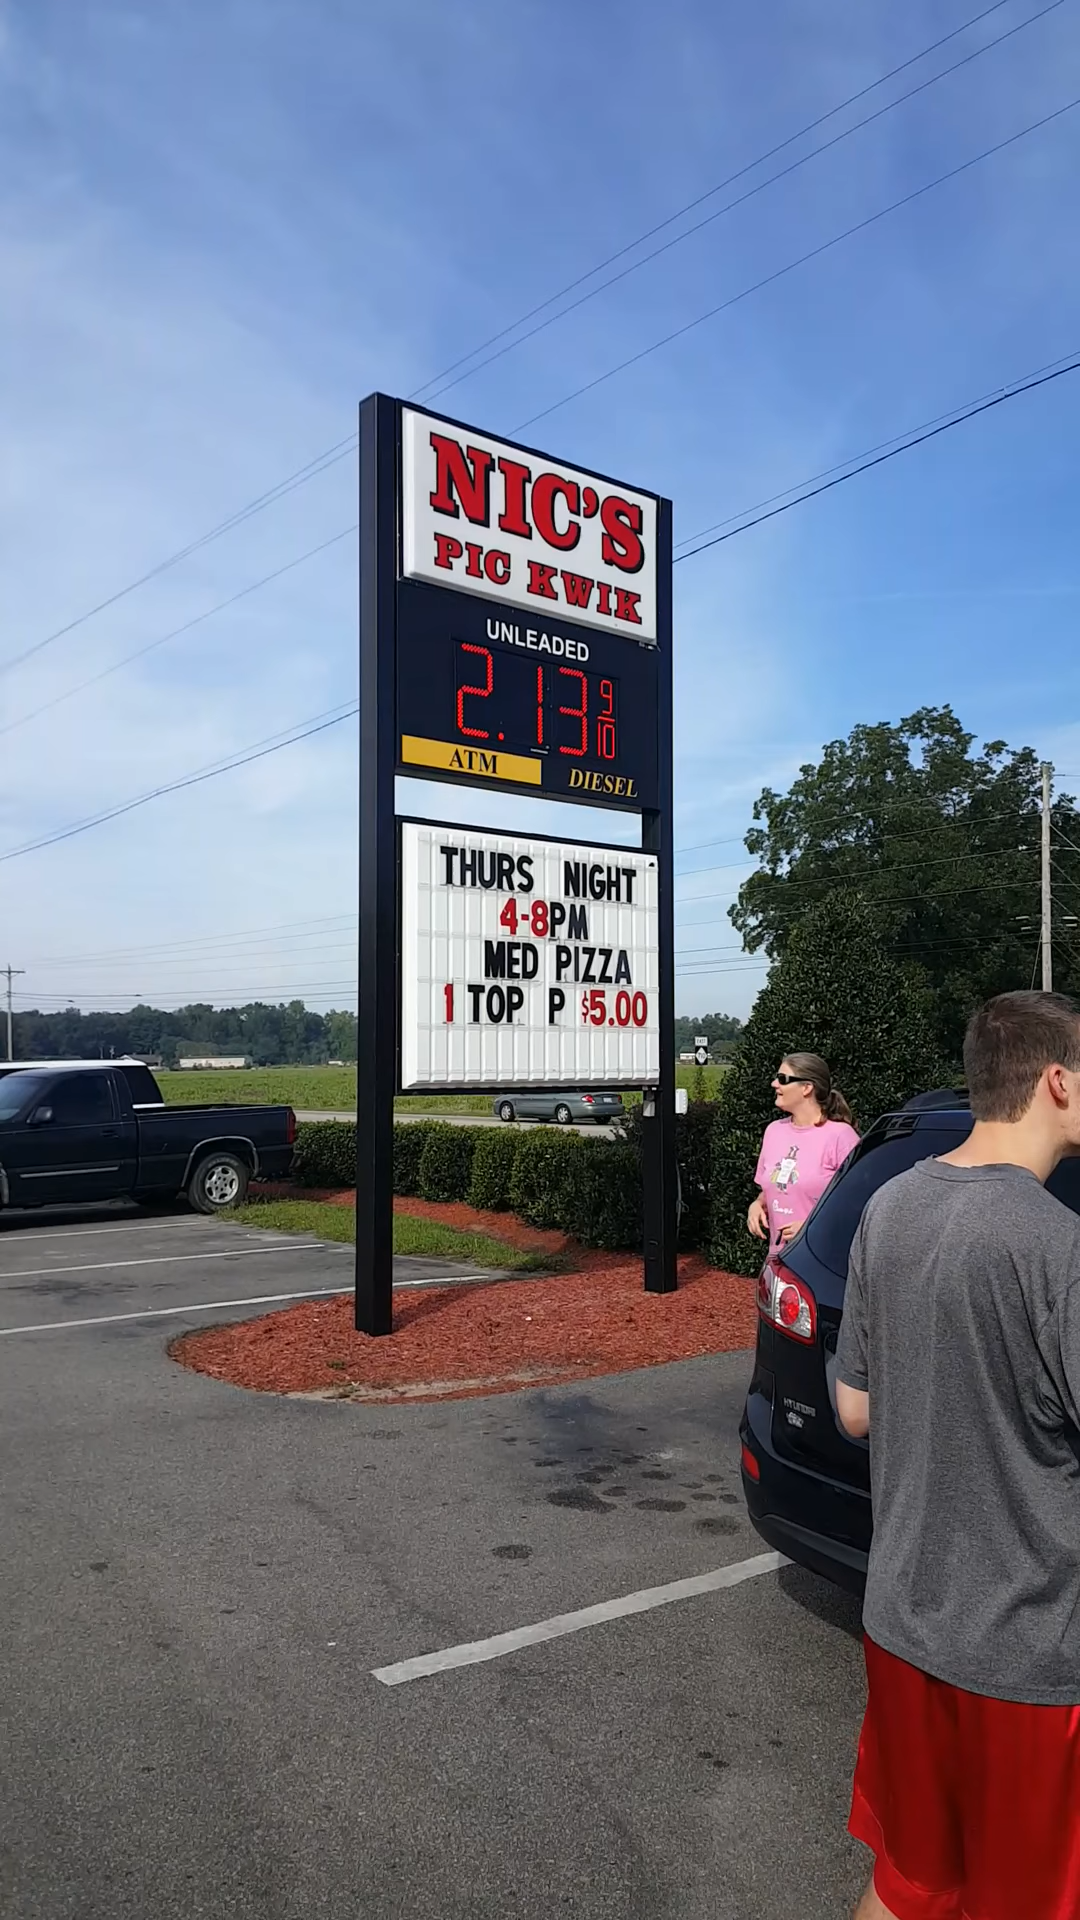 NIC'S
PIC KWIK
UNLEADED
2.13 9/10
ATM
DIESEL
THURS NIGHT
4-8PM
MED PIZZA
1 TOP P $5.00
HYUNDAI